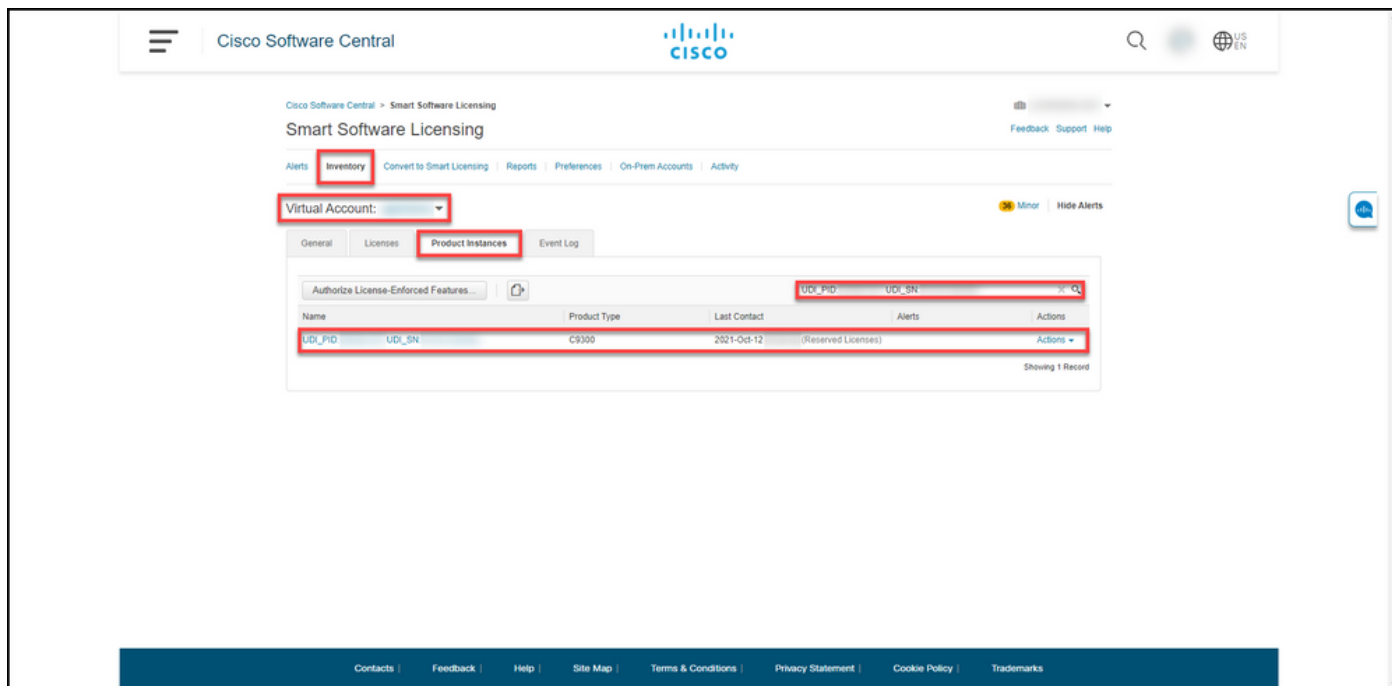 Cisco Software Central
CISCO
US
EN
Cisco Software Central > Smart Software Licensing
Smart Software Licensing
Feedback Support Help
Alerts Inventory Convert to Smart Licensing Reports Preferences On-Prem Accounts Activity
Virtual Account:
36 Minor Hide Alerts
General Licenses Product Instances Event Log
Authorize License-Enforced Features...
UDI_PID UDI_SN
Name Product Type Last Contact Alerts Actions
UDI_PID UDI_SN C9300 2021-Oct-12 (Reserved Licenses) Actions
Showing 1 Record
Contacts | Feedback | Help | Site Map | Terms & Conditions | Privacy Statement | Cookie Policy | Trademarks